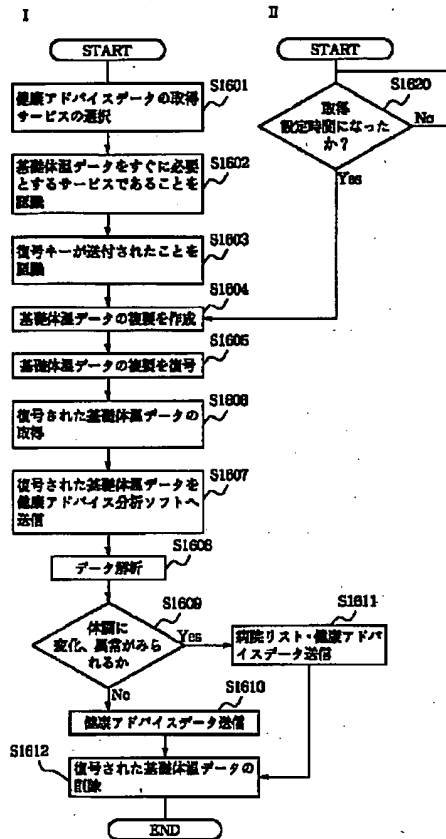 I
START
健康アドバイスデータの取得
サービスの選択
S1601
基礎体温データをすぐに必要
とするサービスであることを
認識
S1602
復号キーが送付されたことを
認識
S1603
S1604
基礎体温データの複製を作成
S1605
基礎体温データの複製を復号
S1606
復号された基礎体温データの
取得
S1607
復号された基礎体温データを
健康アドバイス分析ソフトへ
送信
S1608
データ解析
S1609
体調に
変化、異常がみら
れるか
Yes
No
S1611
病院リスト・健康アドバ
イスデータ送信
S1610
健康アドバイスデータ送信
S1612
復号された基礎体温データの
削除
END
II
START
S1620
取得
設定時間になった
か?
No
Yes